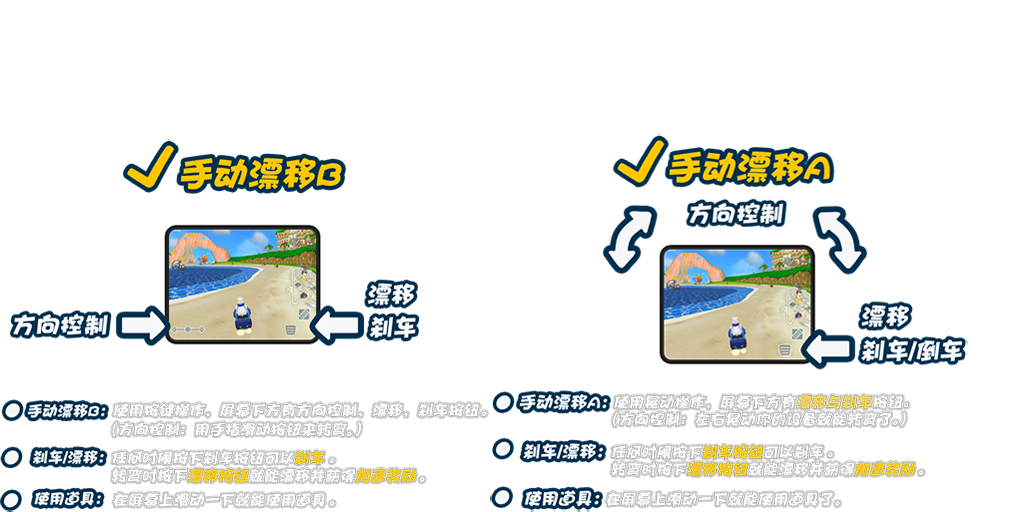 手动漂移B
方向控制
漂移
刹车
手动漂移B：使用按键操作，屏幕下方有方向控制，漂移，刹车按钮。
(方向控制：用手指滑动按钮来转弯。)
刹车/漂移：任何时候按下刹车按钮可以刹车。
转弯时按下漂移按钮就能漂移并获得加速奖励。
使用道具：在屏幕上滑动一下就能使用道具。
手动漂移A
方向控制
漂移
刹车/倒车
手动漂移A：使用晃动操作，屏幕下方有漂移与刹车按钮。
(方向控制：左右晃动你的设备就能转弯了。)
刹车/漂移：任何时候按下刹车按钮可以刹车。
转弯时按下漂移按钮就能漂移并获得加速奖励。
使用道具：在屏幕上滑动一下就能使用道具了。